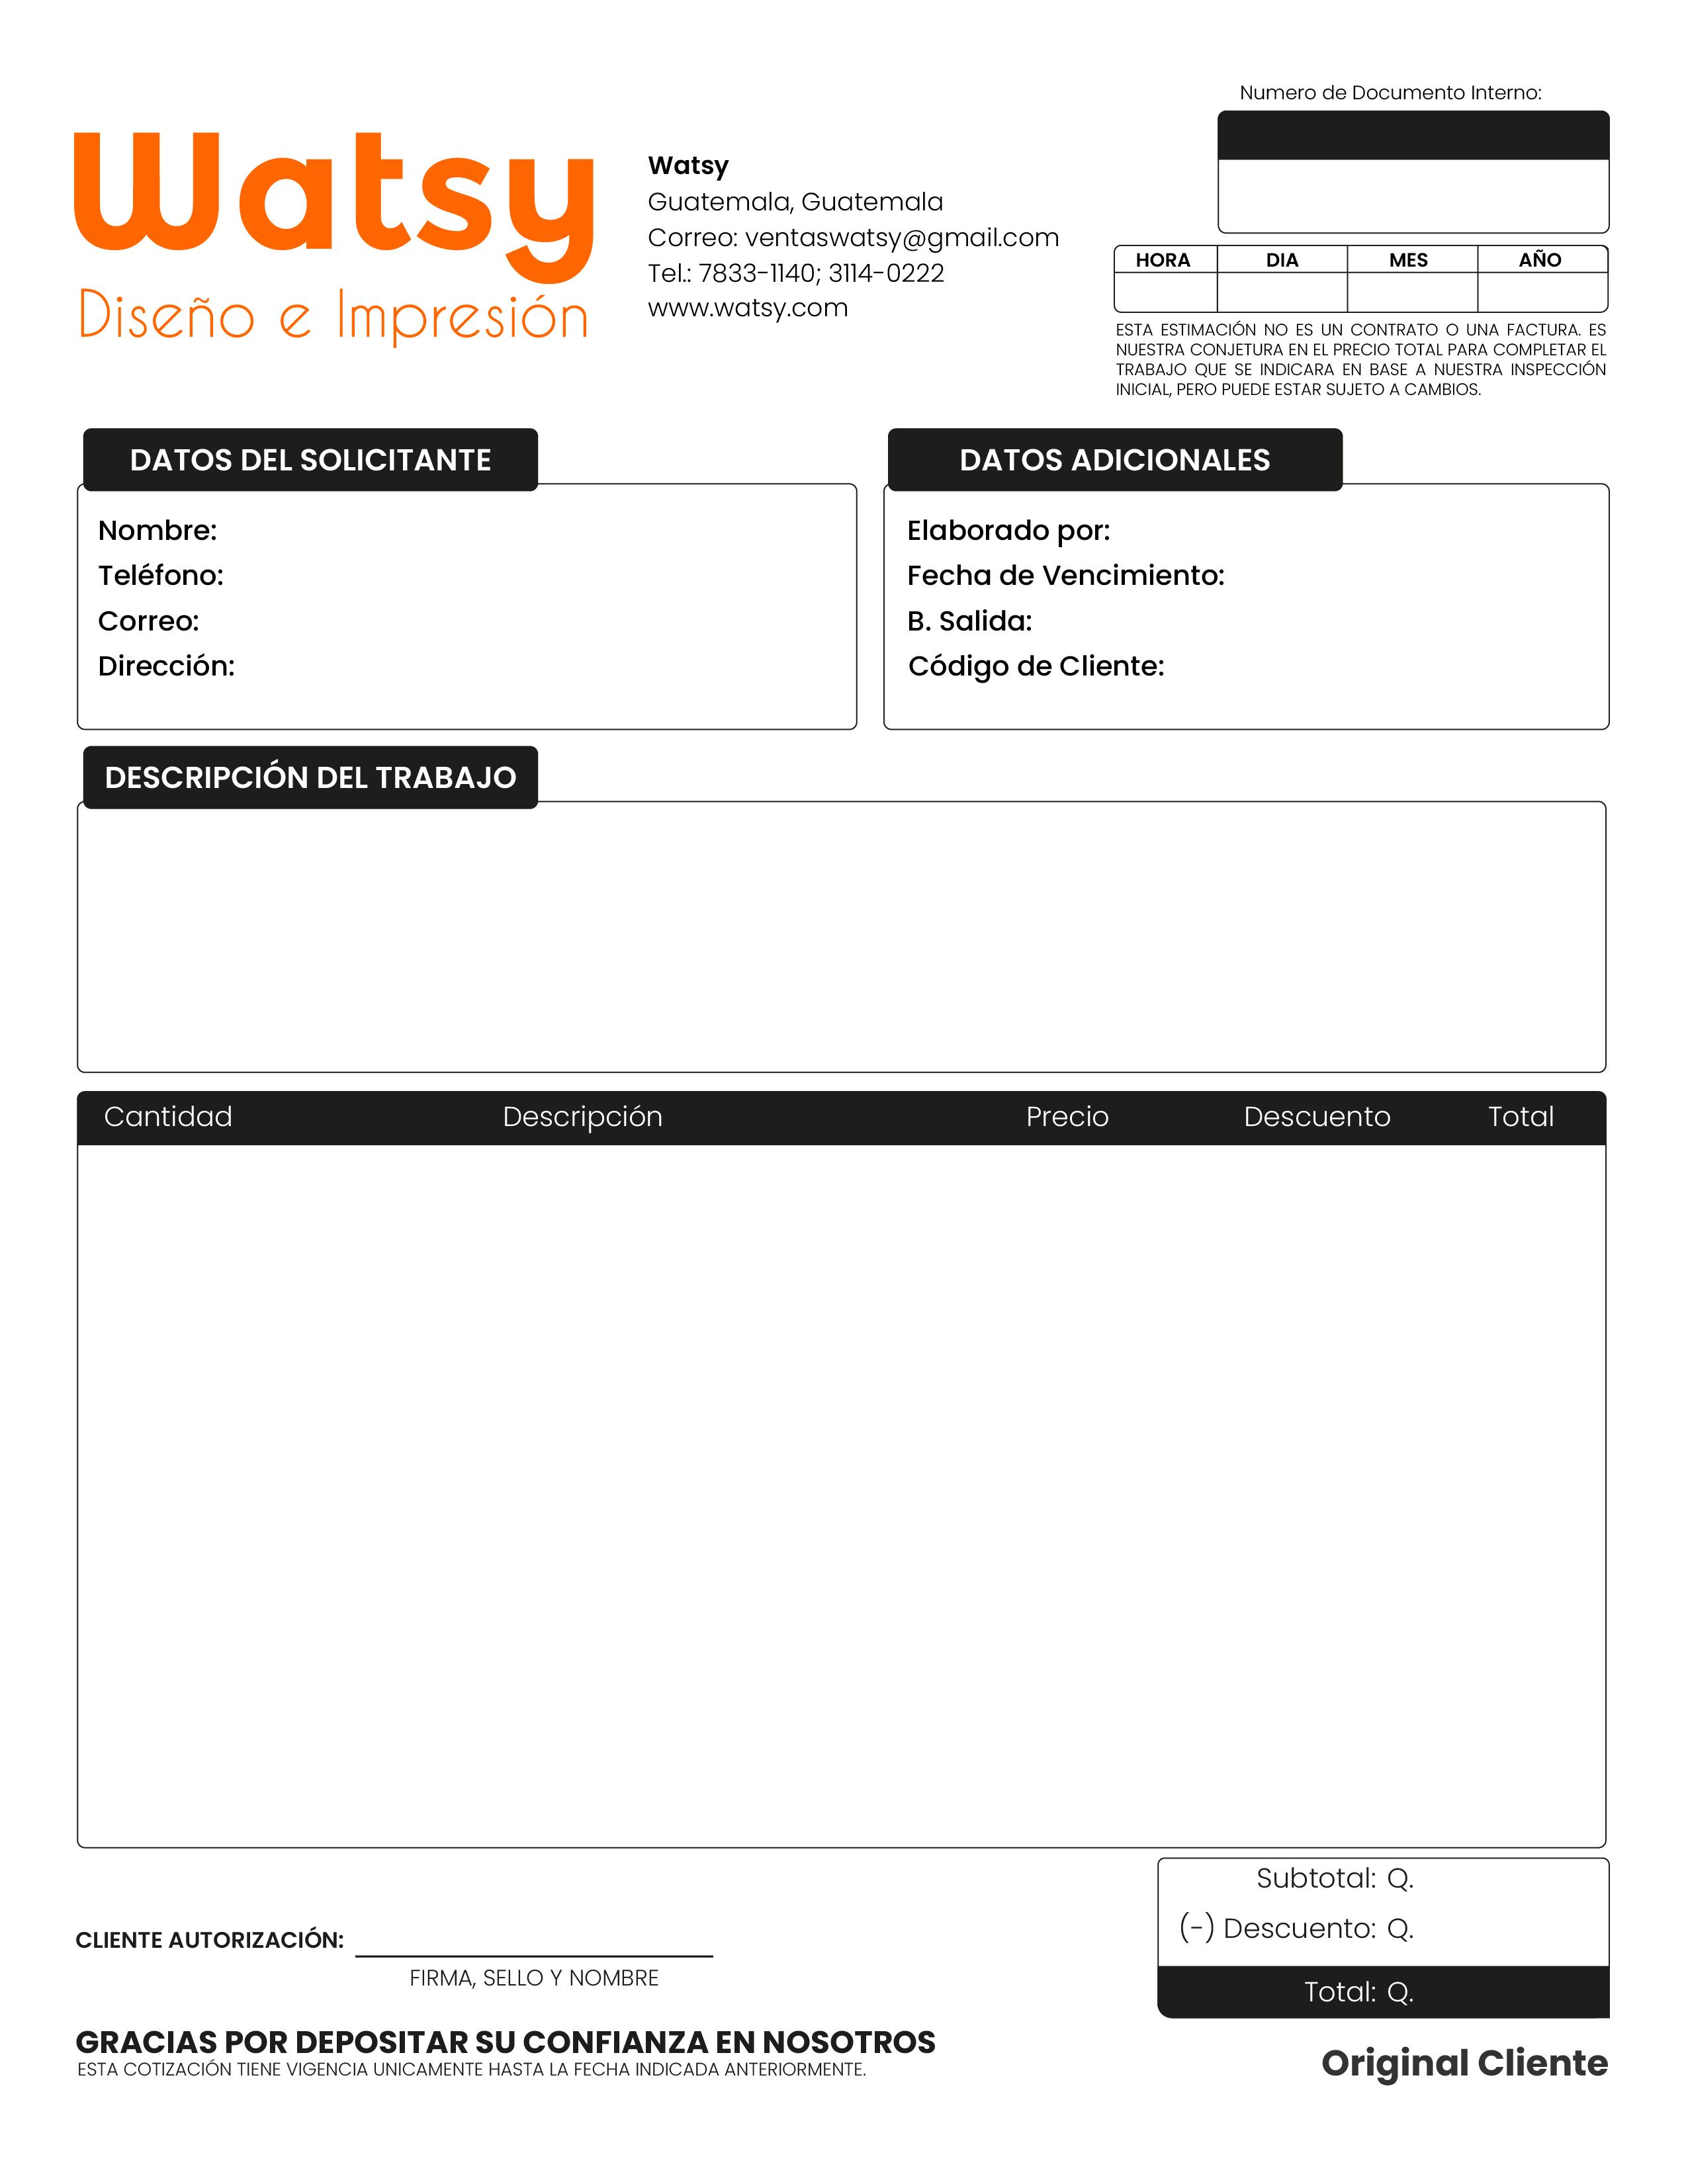 Numero de Documento Interno:
Watsy
Diseño e Impresión
Watsy
Guatemala, Guatemala
Correo: ventaswatsy@gmail.com
Tel.: 7833-1140; 3114-0222
www.watsy.com
HORA DIA MES AÑO
ESTA ESTIMACIÓN NO ES UN CONTRATO O UNA FACTURA. ES
NUESTRA CONJETURA EN EL PRECIO TOTAL PARA COMPLETAR EL
TRABAJO QUE SE INDICARA EN BASE A NUESTRA INSPECCIÓN
INICIAL, PERO PUEDE ESTAR SUJETO A CAMBIOS.
DATOS DEL SOLICITANTE
Nombre:
Teléfono:
Correo:
Dirección:
DATOS ADICIONALES
Elaborado por:
Fecha de Vencimiento:
B. Salida:
Código de Cliente:
DESCRIPCIÓN DEL TRABAJO
Cantidad Descripción Precio Descuento Total
Subtotal: Q.
(-) Descuento: Q.
Total: Q.
CLIENTE AUTORIZACIÓN:
FIRMA, SELLO Y NOMBRE
GRACIAS POR DEPOSITAR SU CONFIANZA EN NOSOTROS
ESTA COTIZACIÓN TIENE VIGENCIA UNICAMENTE HASTA LA FECHA INDICADA ANTERIORMENTE.
Original Cliente